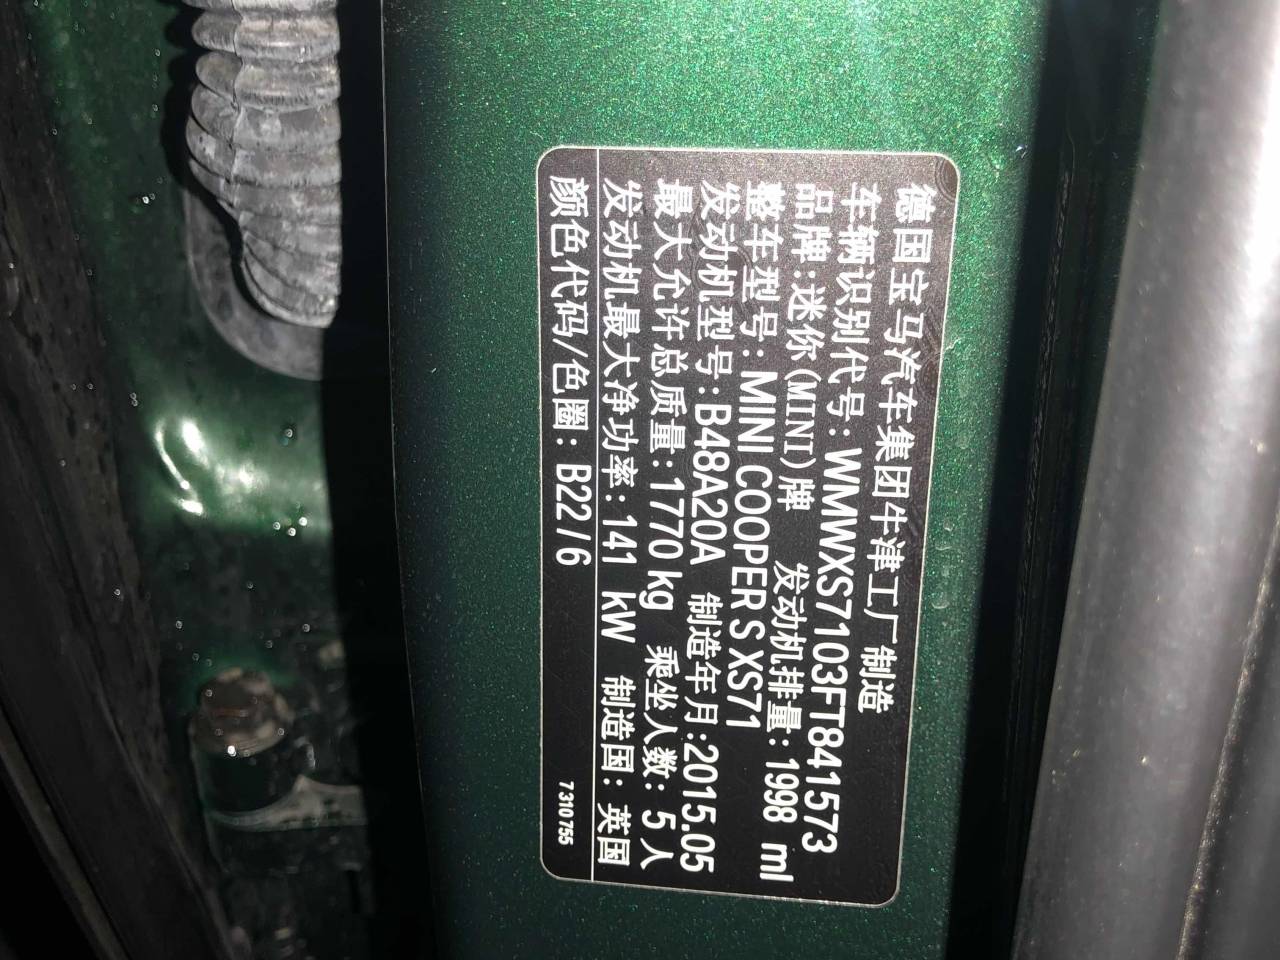 德国宝马汽车集团牛津工厂制造
车辆识别代号: WMWXS7103FT841573
品牌:迷你(MINI)牌 发动机排量:1998 ml
整车型号: MINI COOPER S XS71
发动机型号:B48A20A 制造年月:2015.05
最大允许总质量:1770 kg 乘坐人数: 5 人
发动机最大净功率:141 kW 制造国: 英国
颜色代码/色圈: B22/6 7310755